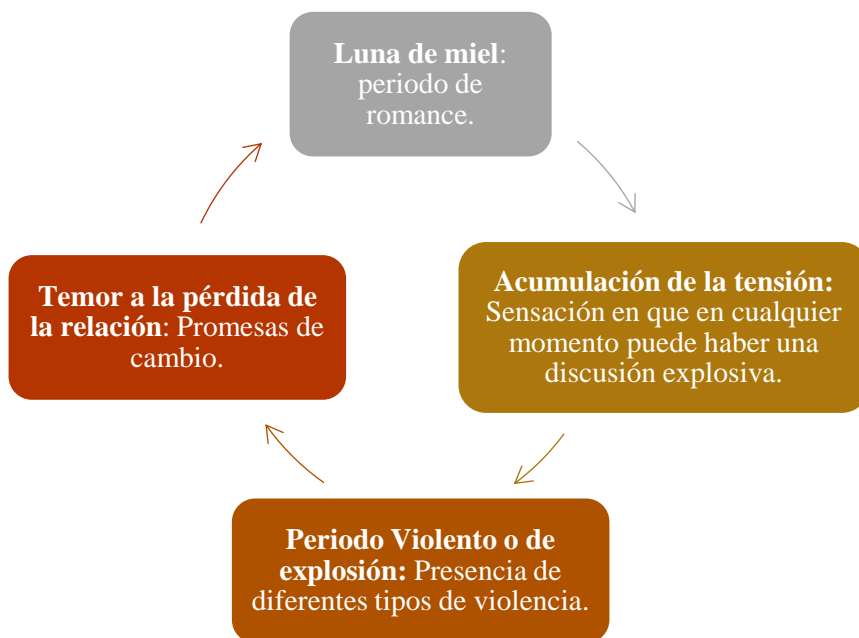 Luna de miel:
periodo de
romance.
Acumulación de la tensión:
Sensación en que en cualquier
momento puede haber una
discusión explosiva.
Periodo Violento o de
explosión: Presencia de
diferentes tipos de violencia.
Temor a la pérdida de
la relación: Promesas de
cambio.